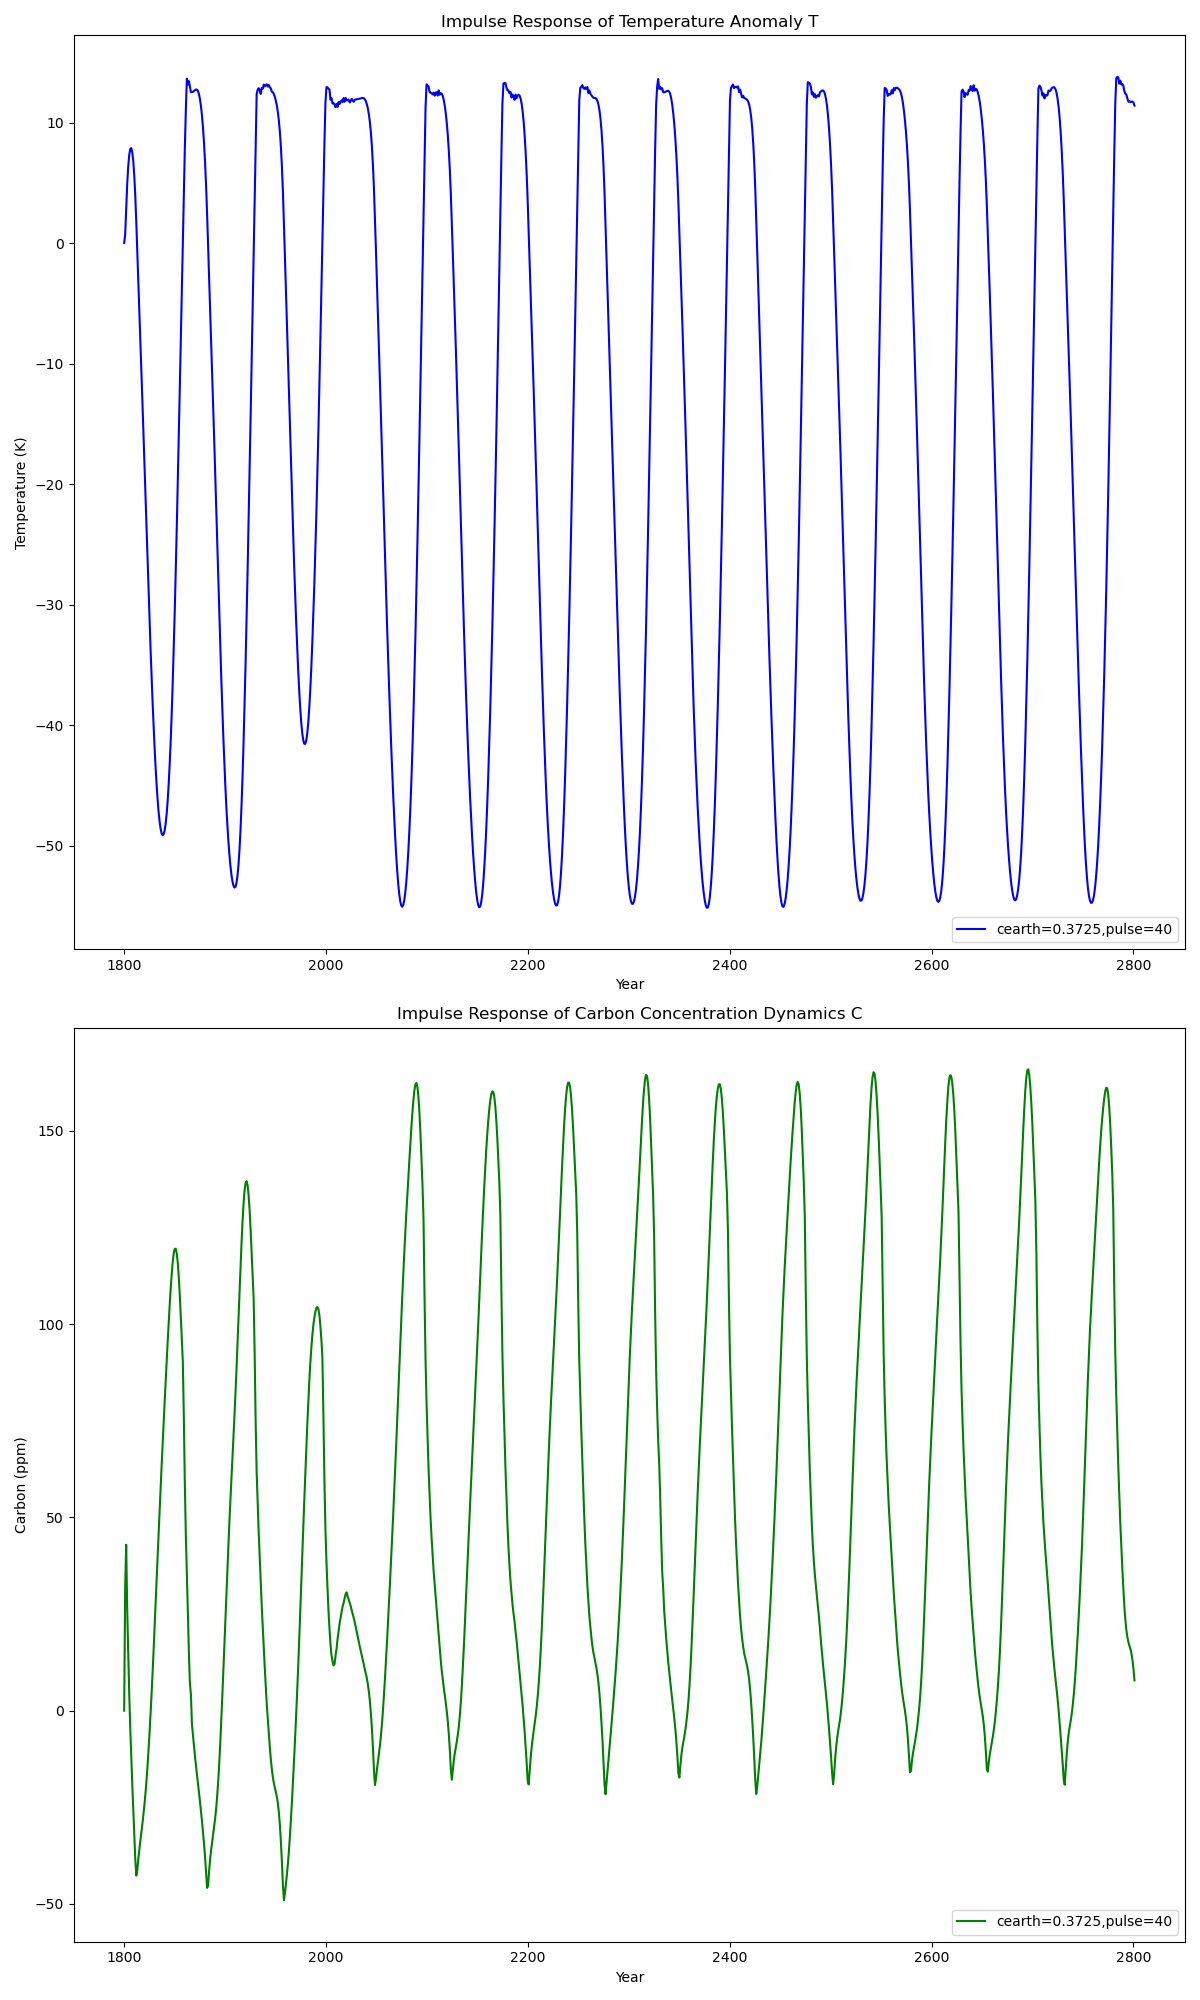 Impulse Response of Temperature Anomaly T
10
0
−10
−20
−30
−40
−50
Temperature (K)
cearth=0.3725,pulse=40
1800 2000 2200 2400 2600 2800
Year
Impulse Response of Carbon Concentration Dynamics C
150
100
50
0
−50
Carbon (ppm)
cearth=0.3725,pulse=40
1800 2000 2200 2400 2600 2800
Year